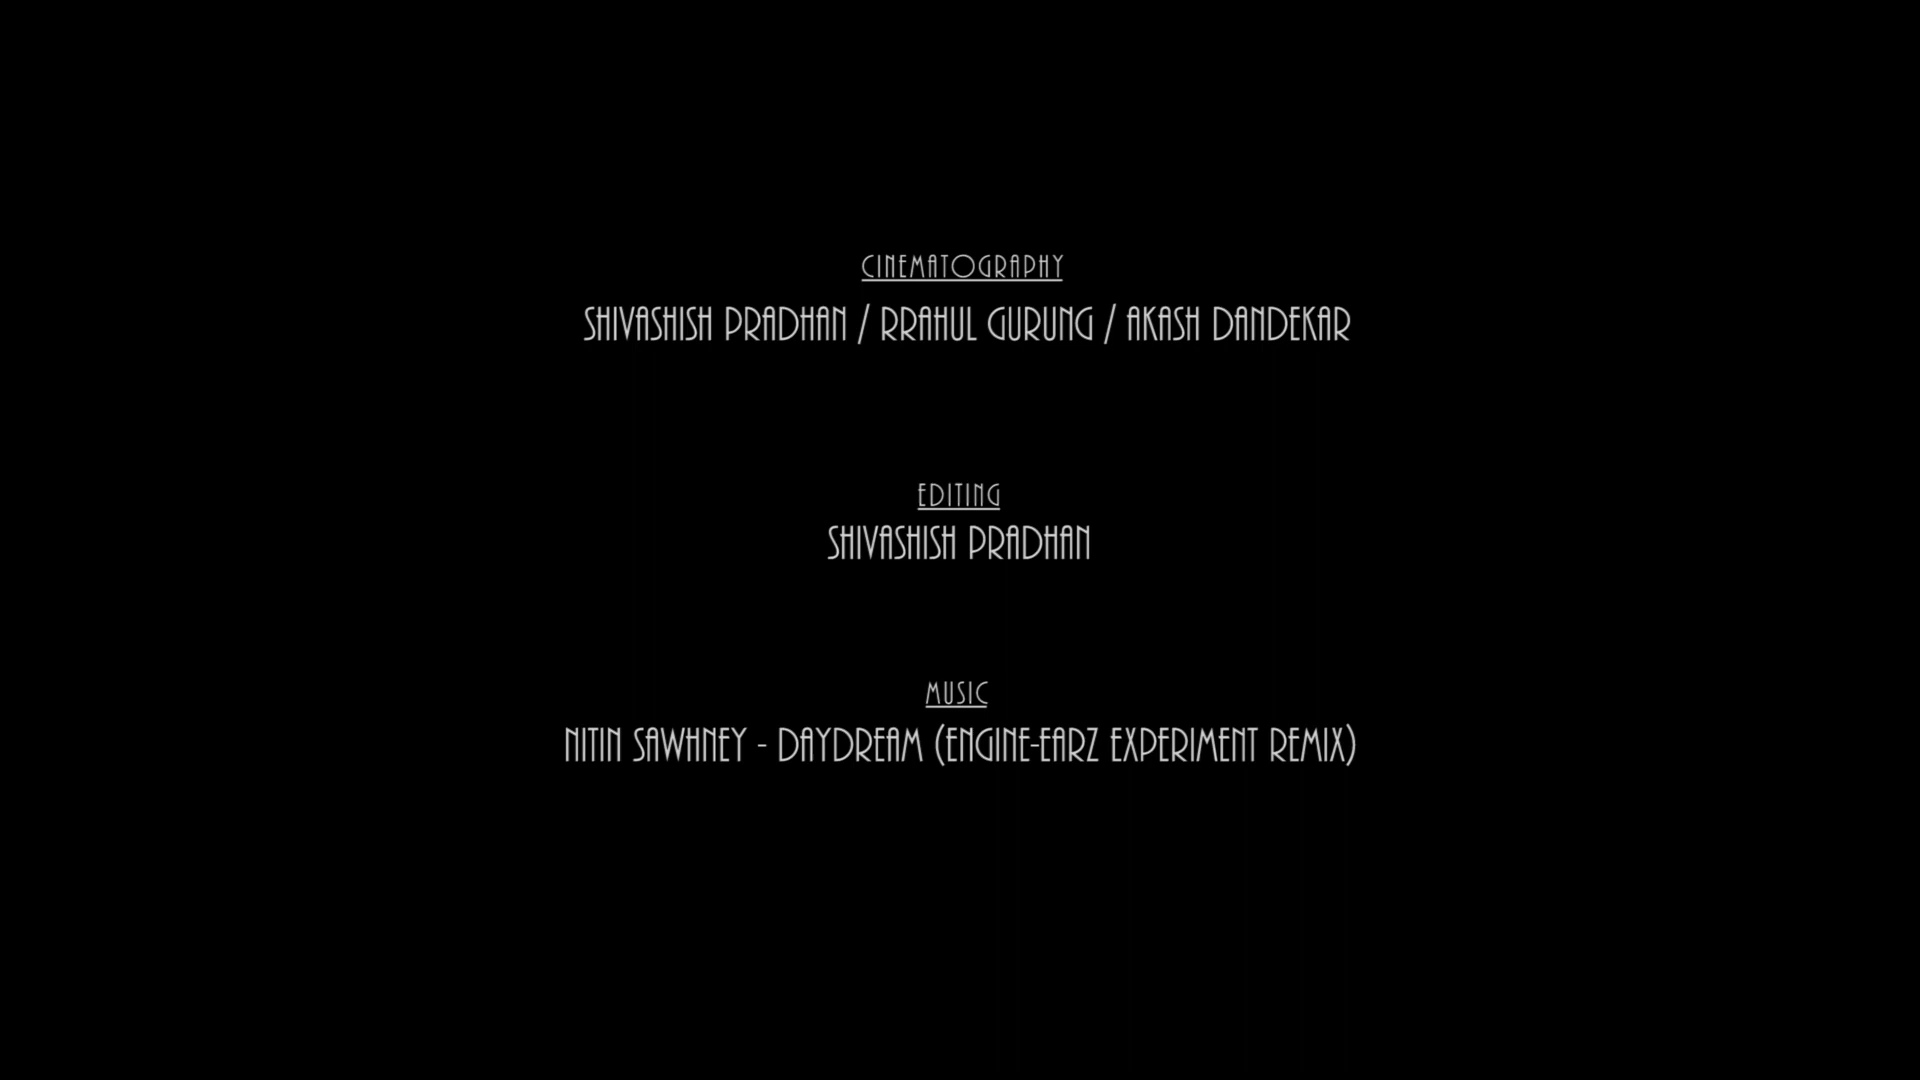 CINEMATOGRAPHY
SHIVASHISH PRADHAN / RRAHUL GURUNG / AKASH DANDEKAR
EDITING
SHIVASHISH PRADHAN
MUSIC
NITIN SAWHNEY - DAYDREAM (ENGINE-EARZ EXPERIMENT REMIX)